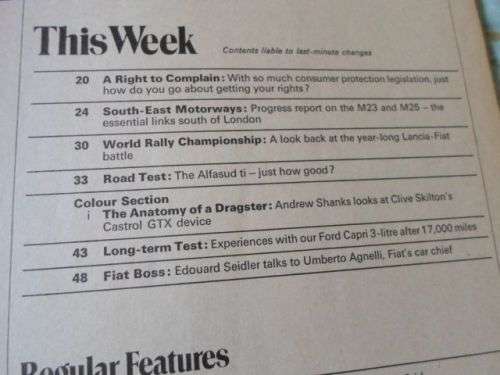 This Week
Contents liable to last-minute changes
20 A Right to Complain: With so much consumer protection legislation, just
how do you go about getting your rights?
24 South-East Motorways: Progress report on the M23 and M25 – the
essential links south of London
30 World Rally Championship: A look back at the year-long Lancia-Fiat
battle
33 Road Test: The Alfasud ti – just how good?
Colour Section
i The Anatomy of a Dragster: Andrew Shanks looks at Clive Skilton's
Castrol GTX device
43 Long-term Test: Experiences with our Ford Capri 3-litre after 17,000 miles
48 Fiat Boss: Edouard Seidler talks to Umberto Agnelli, Fiat's car chief
Regular Features